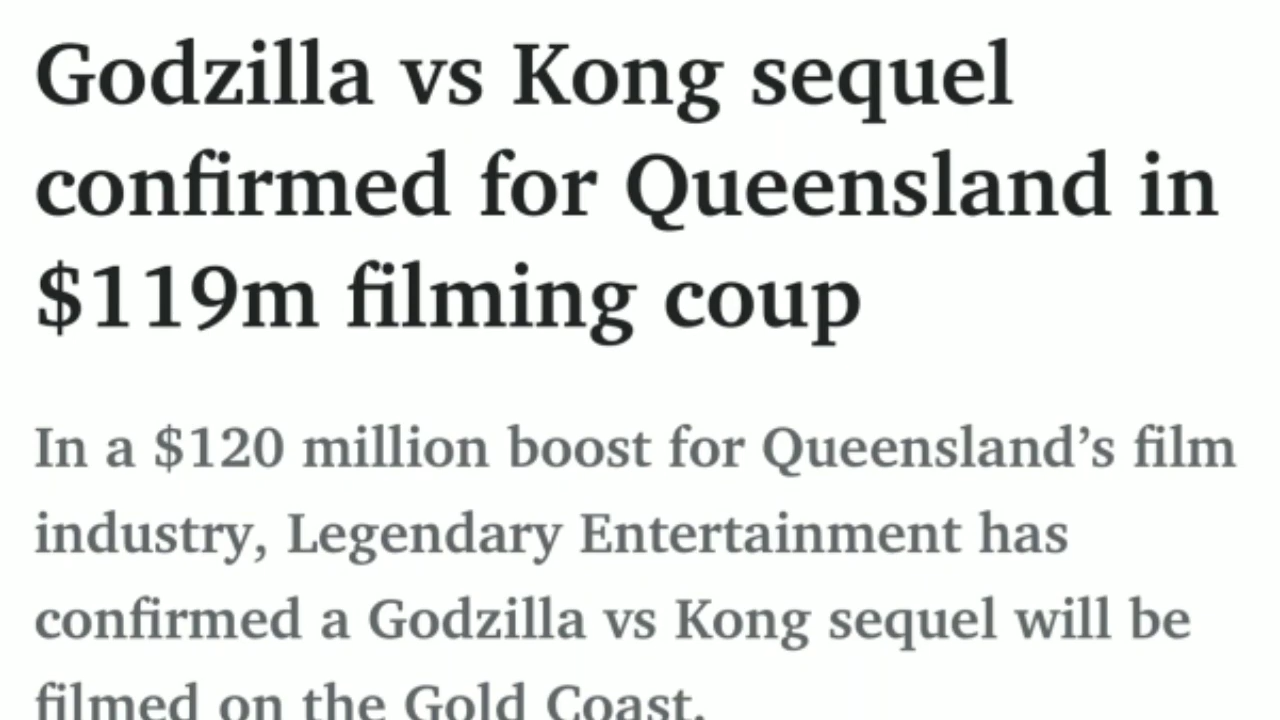 Godzilla vs Kong sequel
confirmed for Queensland in
$119m filming coup
In a $120 million boost for Queensland’s film
industry, Legendary Entertainment has
confirmed a Godzilla vs Kong sequel will be
filmed on the Gold Coast.